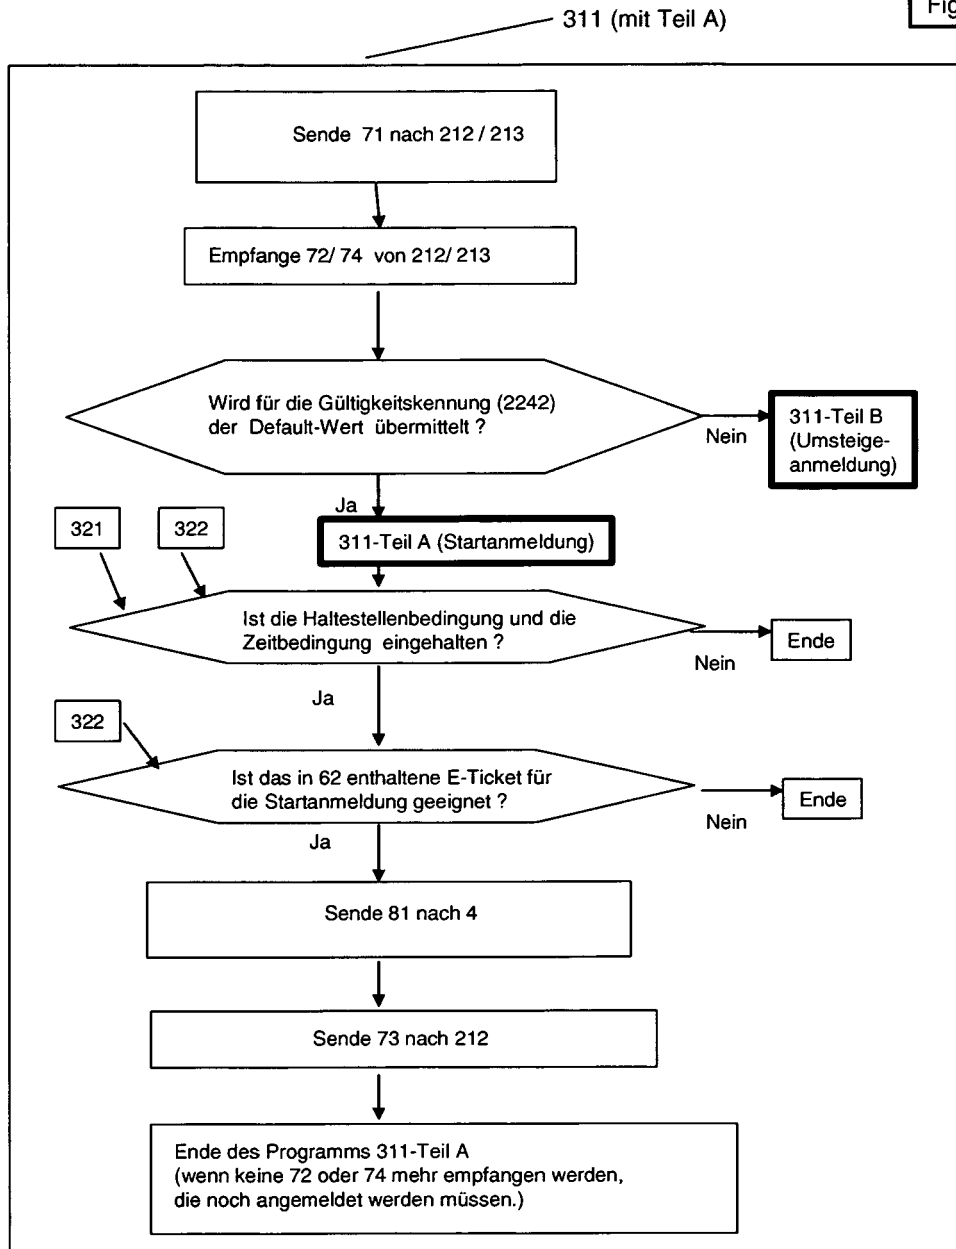 311 (mit Teil A)
Fig
Sende 71 nach 212 / 213
Empfange 72/ 74 von 212/ 213
Wird für die Gültigkeitskennung (2242)
der Default-Wert übermittelt ?
Nein
311-Teil B
(Umsteige-
anmeldung)
Ja
321
322
311-Teil A (Startanmeldung)
Ist die Haltestellenbedingung und die
Zeitbedingung eingehalten ?
Nein
Ende
Ja
322
Ist das in 62 enthaltene E-Ticket für
die Startanmeldung geeignet ?
Nein
Ende
Ja
Sende 81 nach 4
Sende 73 nach 212
Ende des Programms 311-Teil A
(wenn keine 72 oder 74 mehr empfangen werden,
die noch angemeldet werden müssen.)